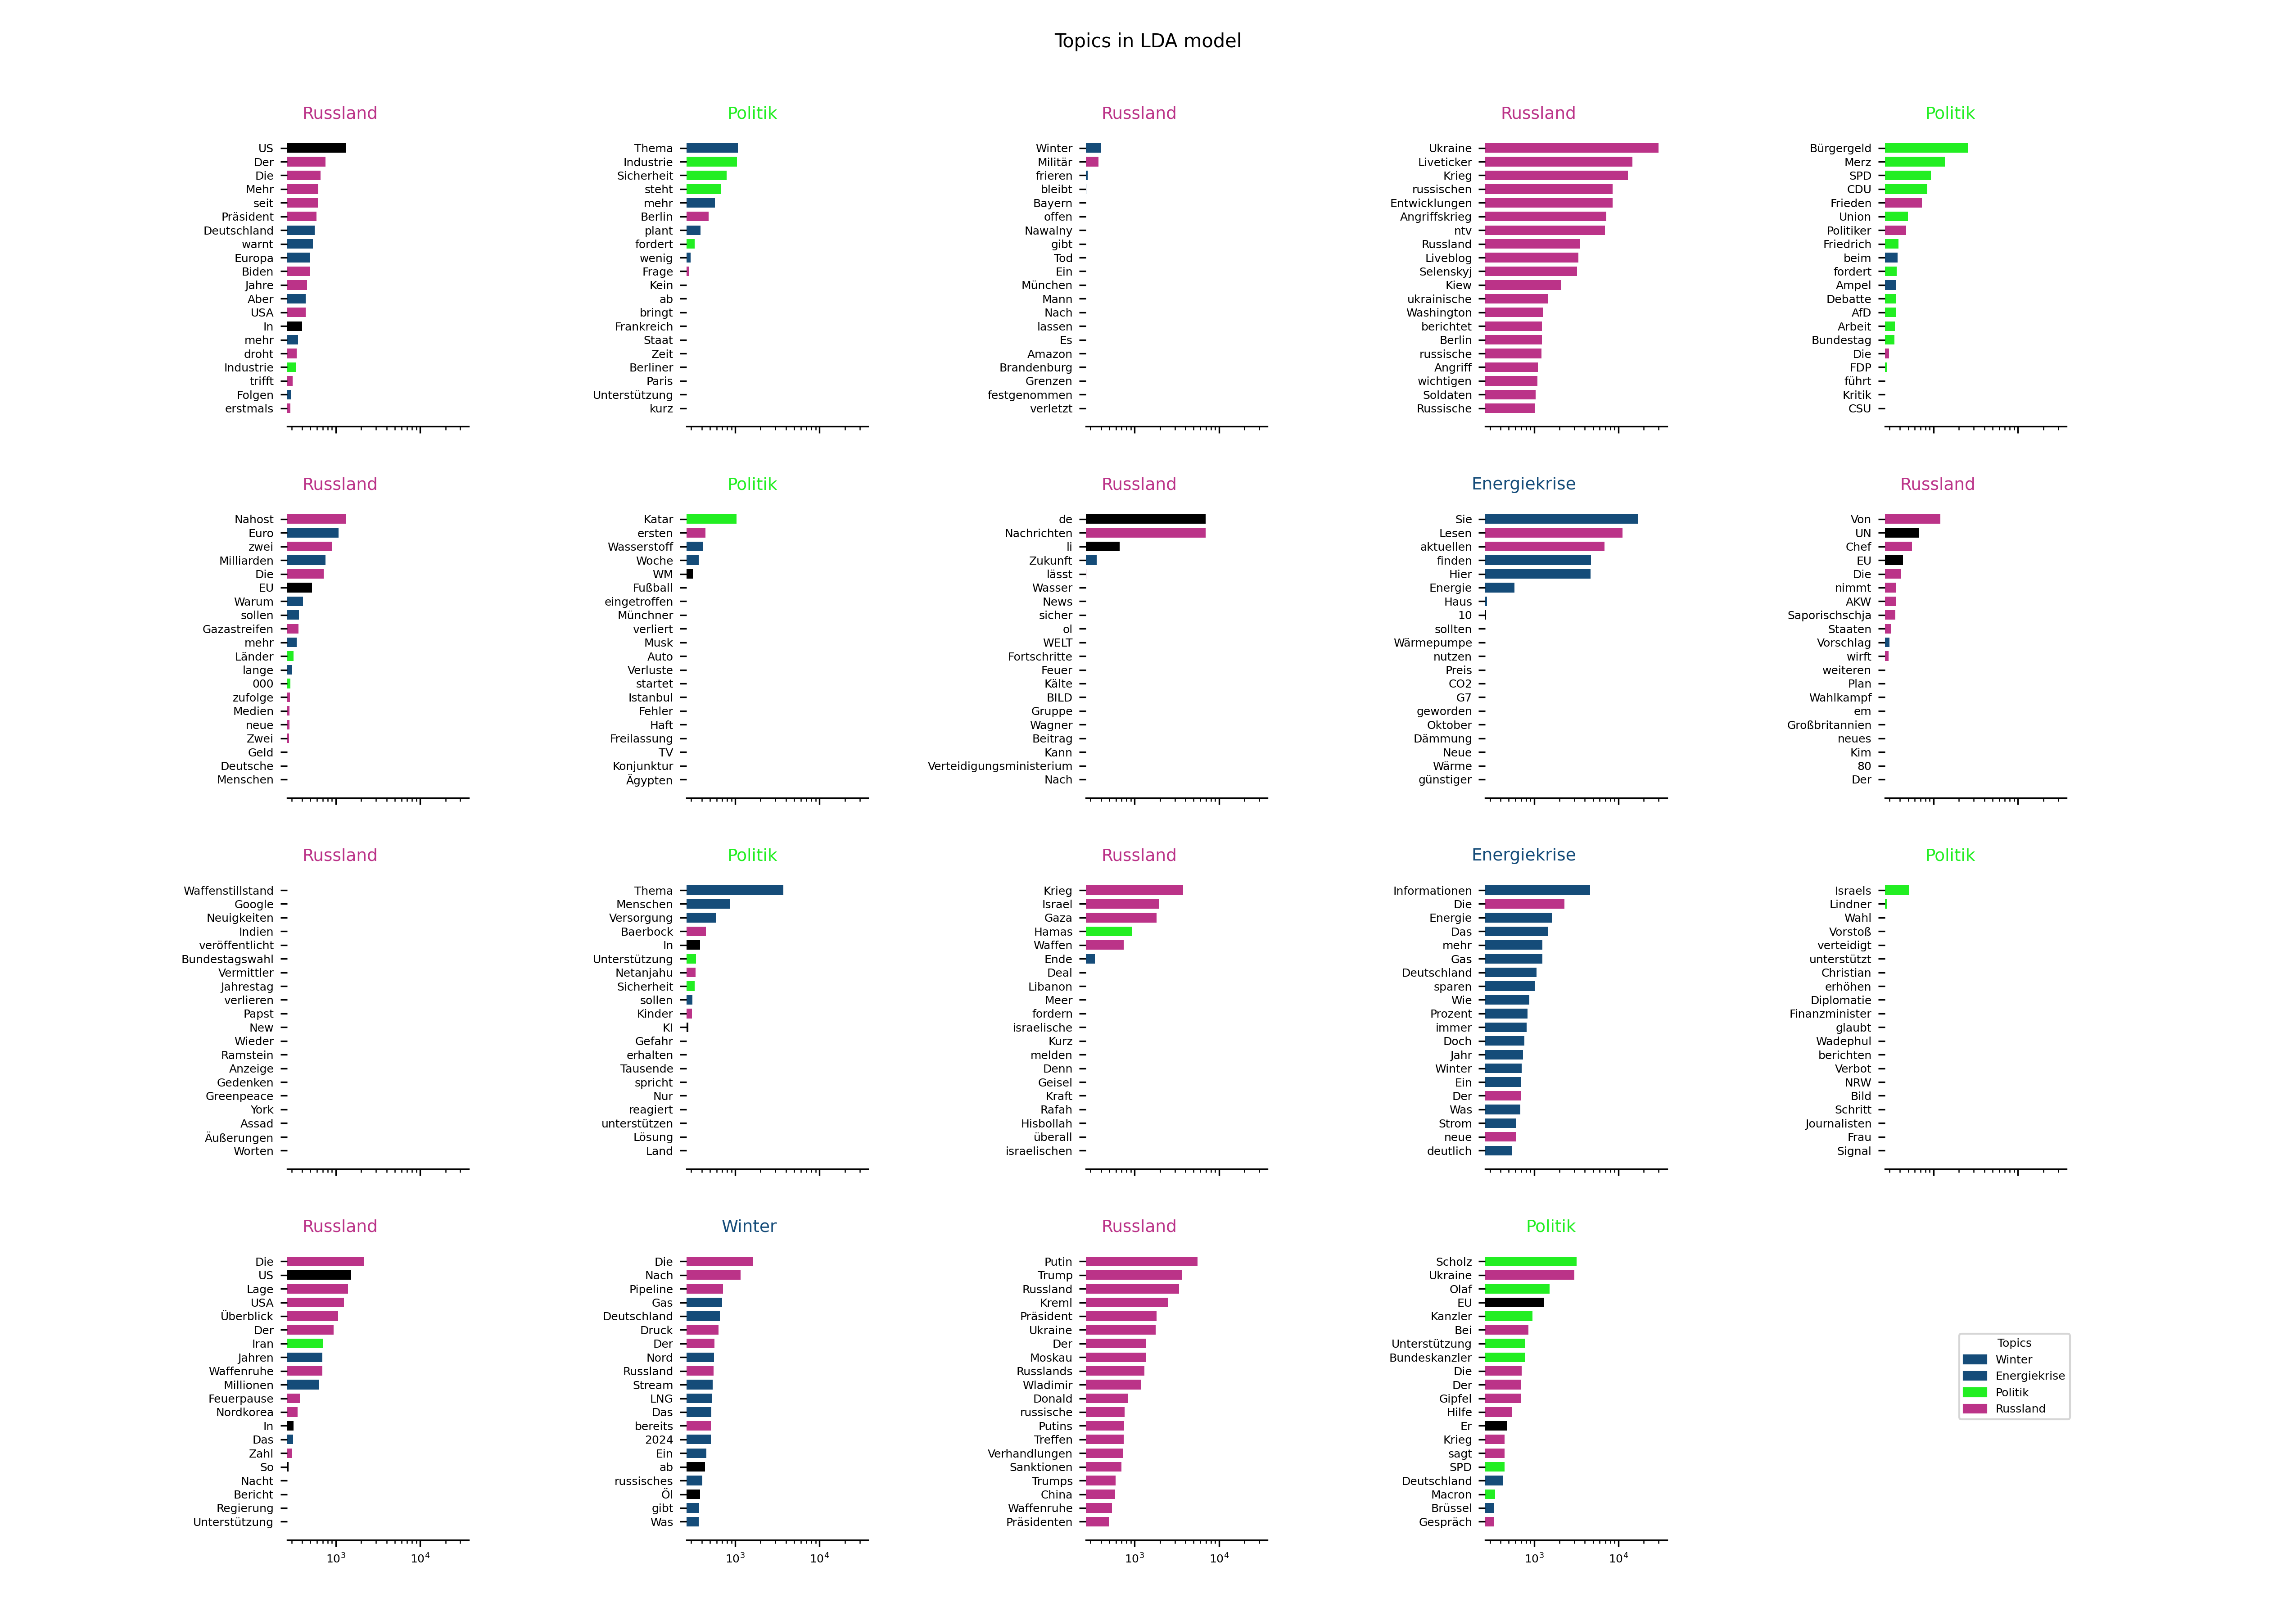 Topics in LDA model
Russland
US
Der
Die
Mehr
seit
Präsident
Deutschland
warnt
Europa
Biden
Jahre
Aber
USA
In
mehr
droht
Industrie
trifft
Folgen
erstmals
Politik
Thema
Industrie
Sicherheit
steht
mehr
Berlin
plant
fordert
wenig
Frage
Kein
ab
bringt
Frankreich
Staat
Zeit
Berliner
Paris
Unterstützung
kurz
Russland
Winter
Militär
frieren
bleibt
Bayern
offen
Nawalny
gibt
Tod
Ein
München
Mann
Nach
lassen
Es
Amazon
Brandenburg
Grenzen
festgenommen
verletzt
Russland
Ukraine
Liveticker
Krieg
russischen
Entwicklungen
Angriffskrieg
ntv
Russland
Liveblog
Selenskyj
Kiew
ukrainische
Washington
berichtet
Berlin
russische
Angriff
wichtigen
Soldaten
Russische
Politik
Bürgergeld
Merz
SPD
CDU
Frieden
Union
Politiker
Friedrich
beim
fordert
Ampel
Debatte
AfD
Arbeit
Bundestag
Die
FDP
führt
Kritik
CSU
Russland
Nahost
Euro
zwei
Milliarden
Die
EU
Warum
sollen
Gazastreifen
mehr
Länder
lange
000
zufolge
Medien
neue
Zwei
Geld
Deutsche
Menschen
Politik
Katar
ersten
Wasserstoff
Woche
WM
Fußball
eingetroffen
Münchner
verliert
Musk
Auto
Verluste
startet
Istanbul
Fehler
Haft
Freilassung
TV
Konjunktur
Ägypten
Russland
de
Nachrichten
li
Zukunft
lässt
Wasser
News
sicher
ol
WELT
Fortschritte
Feuer
Kälte
BILD
Gruppe
Wagner
Beitrag
Kann
Verteidigungsministerium
Nach
Energiekrise
Sie
Lesen
aktuellen
finden
Hier
Energie
Haus
10
sollten
Wärmepumpe
nutzen
Preis
CO2
G7
geworden
Oktober
Dämmung
Neue
Wärme
günstiger
Russland
Von
UN
Chef
EU
Die
nimmt
AKW
Saporischschja
Staaten
Vorschlag
wirft
weiteren
Plan
Wahlkampf
em
Großbritannien
neues
Kim
80
Der
Russland
Waffenstillstand
Google
Neuigkeiten
Indien
veröffentlicht
Bundestagswahl
Vermittler
Jahrestag
verlieren
Papst
New
Wieder
Ramstein
Anzeige
Gedenken
Greenpeace
York
Assad
Äußerungen
Worten
Politik
Thema
Menschen
Versorgung
Baerbock
In
Unterstützung
Netanjahu
Sicherheit
sollen
Kinder
KI
Gefahr
erhalten
Tausende
spricht
Nur
reagiert
unterstützen
Lösung
Land
Russland
Krieg
Israel
Gaza
Hamas
Waffen
Ende
Deal
Libanon
Meer
fordern
israelische
Kurz
melden
Denn
Geisel
Kraft
Rafah
Hisbollah
überall
israelischen
Energiekrise
Informationen
Die
Energie
Das
mehr
Gas
Deutschland
sparen
Wie
Prozent
immer
Doch
Jahr
Winter
Ein
Der
Was
Strom
neue
deutlich
Politik
Israels
Lindner
Wahl
Vorstoß
verteidigt
unterstützt
Christian
erhöhen
Diplomatie
Finanzminister
glaubt
Wadephul
berichten
Verbot
NRW
Bild
Schritt
Journalisten
Frau
Signal
Russland
Die
US
Lage
USA
Überblick
Der
Iran
Jahren
Waffenruhe
Millionen
Feuerpause
Nordkorea
In
Das
Zahl
So
Nacht
Bericht
Regierung
Unterstützung
10³ 10⁴
Winter
Die
Nach
Pipeline
Gas
Deutschland
Druck
Der
Nord
Russland
Stream
LNG
Das
bereits
2024
Ein
ab
russisches
Öl
gibt
Was
10³ 10⁴
Russland
Putin
Trump
Russland
Kreml
Präsident
Ukraine
Der
Moskau
Russlands
Wladimir
Donald
russische
Putins
Treffen
Verhandlungen
Sanktionen
Trumps
China
Waffenruhe
Präsidenten
10³ 10⁴
Politik
Scholz
Ukraine
Olaf
EU
Kanzler
Bei
Unterstützung
Bundeskanzler
Die
Der
Gipfel
Hilfe
Er
Krieg
sagt
SPD
Deutschland
Macron
Brüssel
Gespräch
10³ 10⁴
Topics
Winter
Energiekrise
Politik
Russland